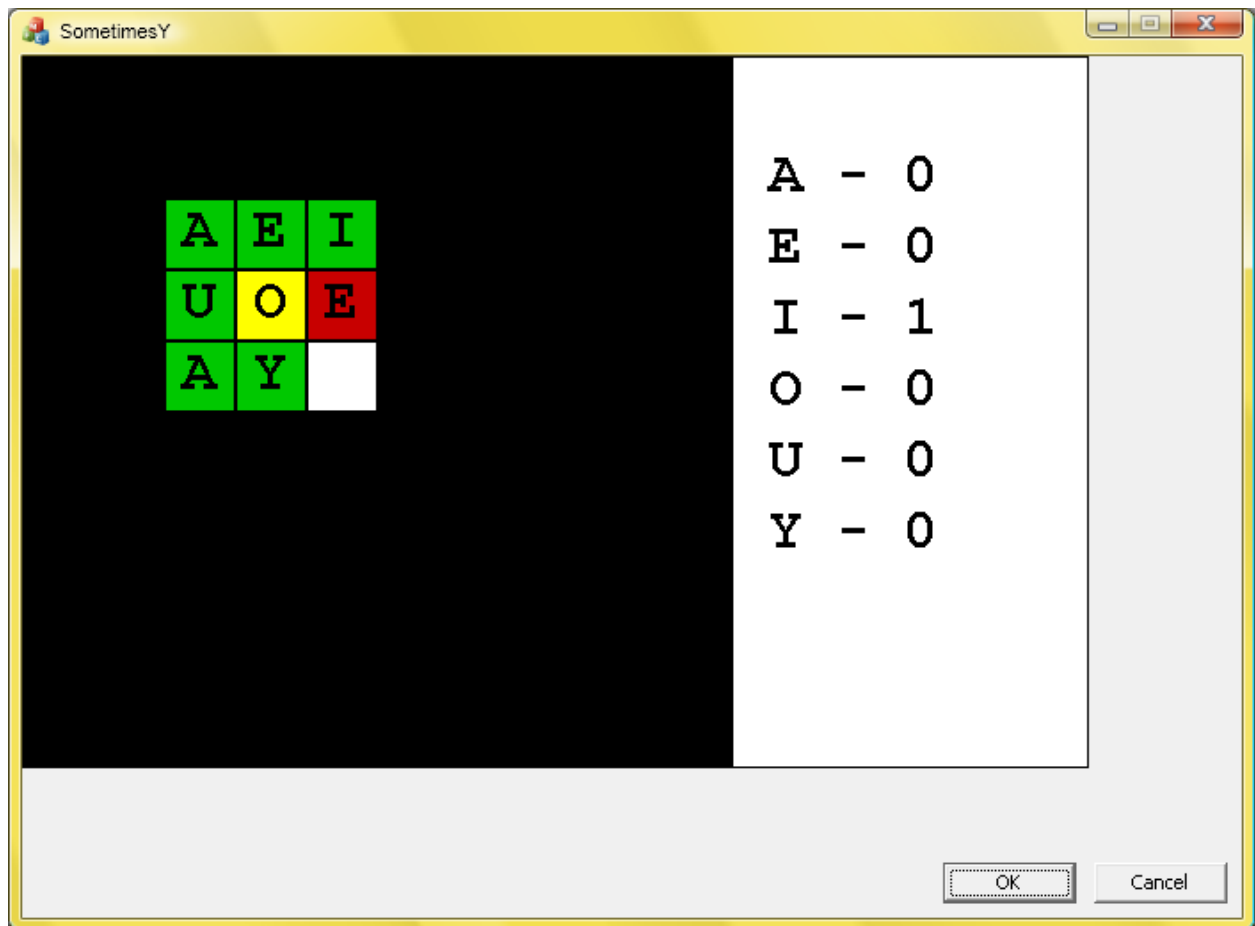 SometimesY
A E I
U O E
A Y
A - 0
E - 0
I - 1
O - 0
U - 0
Y - 0
OK
Cancel